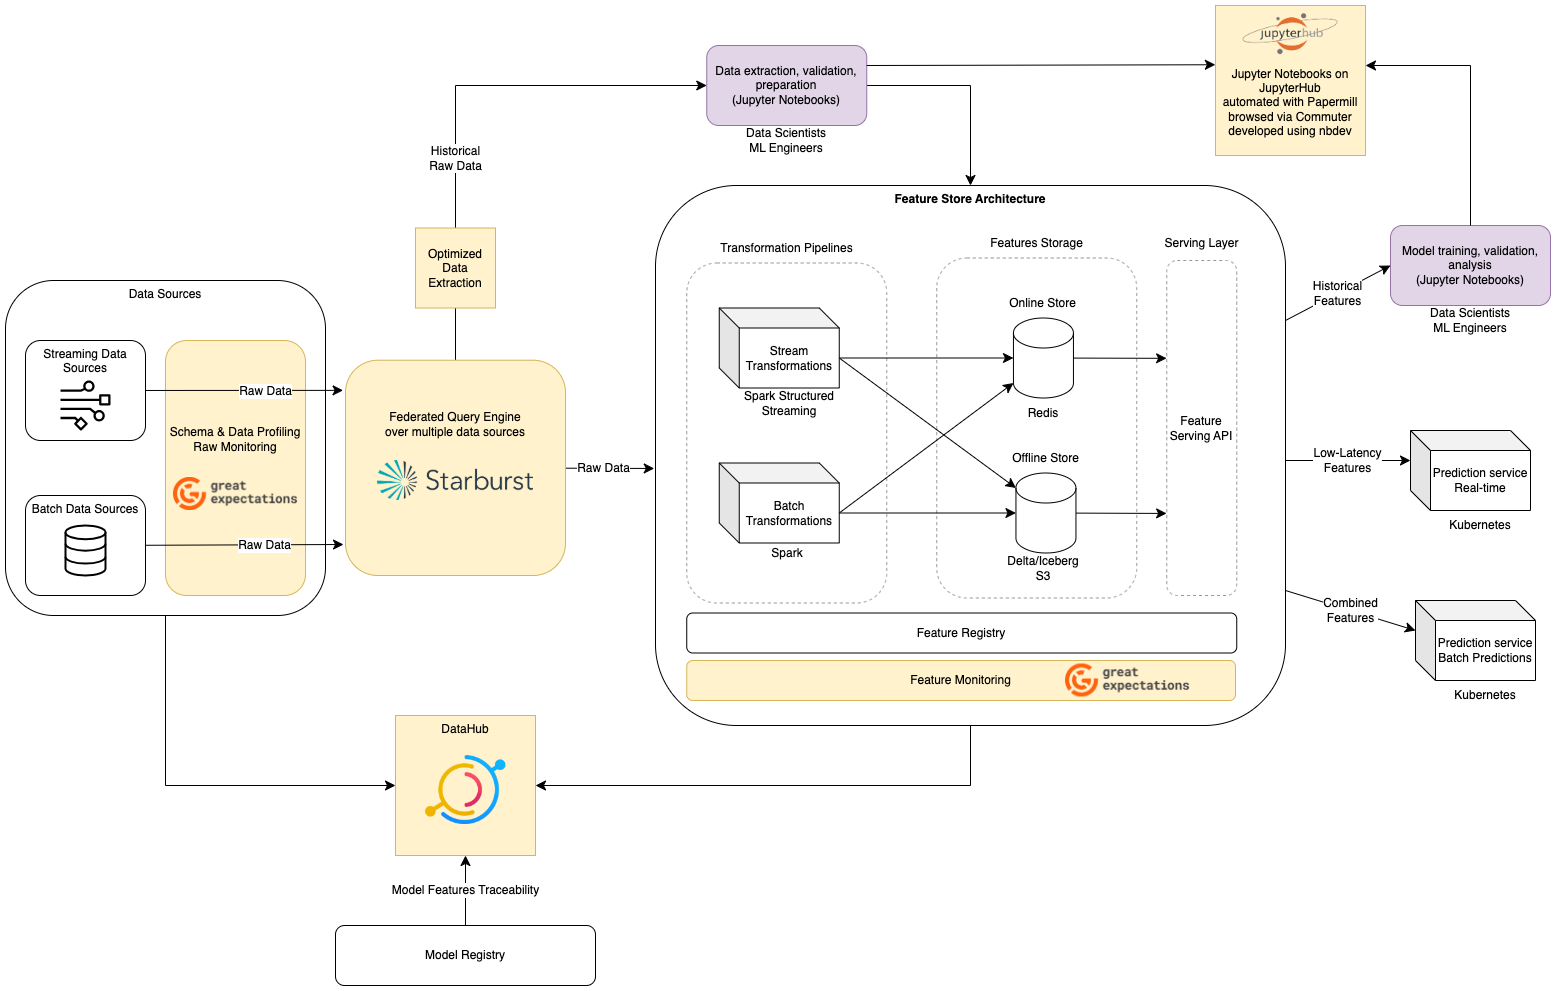 jupyterhub
Jupyter Notebooks on
JupyterHub
automated with Papermill
browsed via Commuter
developed using nbdev
Data extraction, validation,
preparation
(Jupyter Notebooks)
Data Scientists
ML Engineers
Historical
Raw Data
Optimized
Data
Extraction
Data Sources
Streaming Data
Sources
Raw Data
Schema & Data Profiling
Raw Monitoring
great
expectations
Batch Data Sources
Raw Data
Federated Query Engine
over multiple data sources
Starburst
Raw Data
Feature Store Architecture
Transformation Pipelines
Stream
Transformations
Spark Structured
Streaming
Batch
Transformations
Spark
Features Storage
Online Store
Redis
Offline Store
Delta/Iceberg
S3
Serving Layer
Feature
Serving API
Feature Registry
Feature Monitoring
great
expectations
Historical
Features
Model training, validation,
analysis
(Jupyter Notebooks)
Data Scientists
ML Engineers
Low-Latency
Features
Prediction service
Real-time
Kubernetes
Combined
Features
Prediction service
Batch Predictions
Kubernetes
DataHub
Model Features Traceability
Model Registry